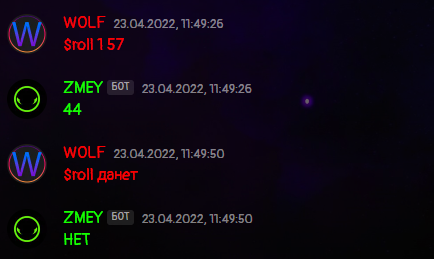 WOLF 23.04.2022, 11:49:26
$roll 1 57
ZMEY БОТ 23.04.2022, 11:49:26
44
WOLF 23.04.2022, 11:49:50
$roll данет
ZMEY БОТ 23.04.2022, 11:49:50
НЕТ